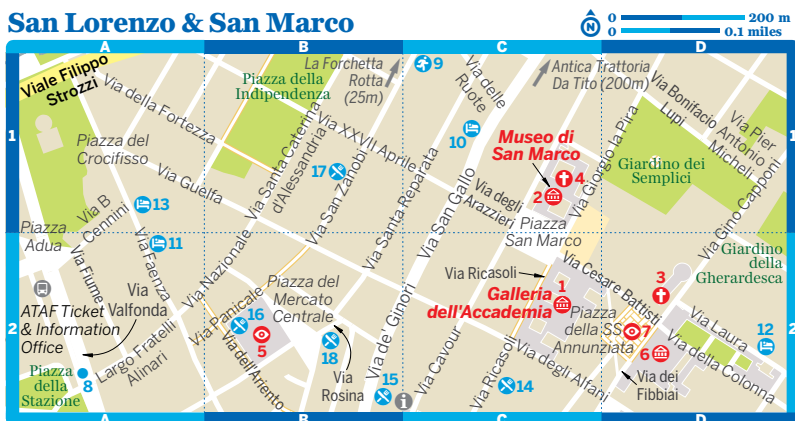 San Lorenzo & San Marco
N
0 200 m
0 0.1 miles
A B C D
Viale Filippo
Strozzi
Via della Fortezza
Piazza della
Indipendenza
La Forchetta
Rotta
(25m)
9
Via delle
Ruote
Antica Trattoria
Da Tito (200m)
Via Bonifacio
Lupi
Via Pier
Antonio
Micheli
1
1
Piazza del
Crocifisso
Via Santa Caterina
d'Alessandria
Via XXVII Aprile
10
Museo di
San Marco
Via Giorgio la Pira
Giardino dei
Semplici
17
4
2
Via Guelfa
Via San Zanobi
Via Santa Reparata
Via San Gallo
Via degli
Arazzieri
Via Gino Capponi
Via B
Cennini
13
Piazza
Adua
11
Via Faenza
Via Fiume
Via Nazionale
Piazza
San Marco
Giardino
della
Gherardesca
Via Ricasoli
Via Cesare Battisti
3
Via
Valfonda
Via Panicale
Piazza del
Mercato
Centrale
1
Galleria
dell'Accademia
ATAF Ticket
& Information
Office
16
5
Piazza
della SS
Annunziata
7
Via Laura
12
2
2
Largo Fratelli
Alinari
Via dell'Ariento
18
Via de' Ginori
Via Cavour
Via Ricasoli
Via degli Alfani
6
Via della Colonna
Piazza
della
Stazione
8
Via
Rosina
15
i
14
Via dei
Fibbiai
A B C D